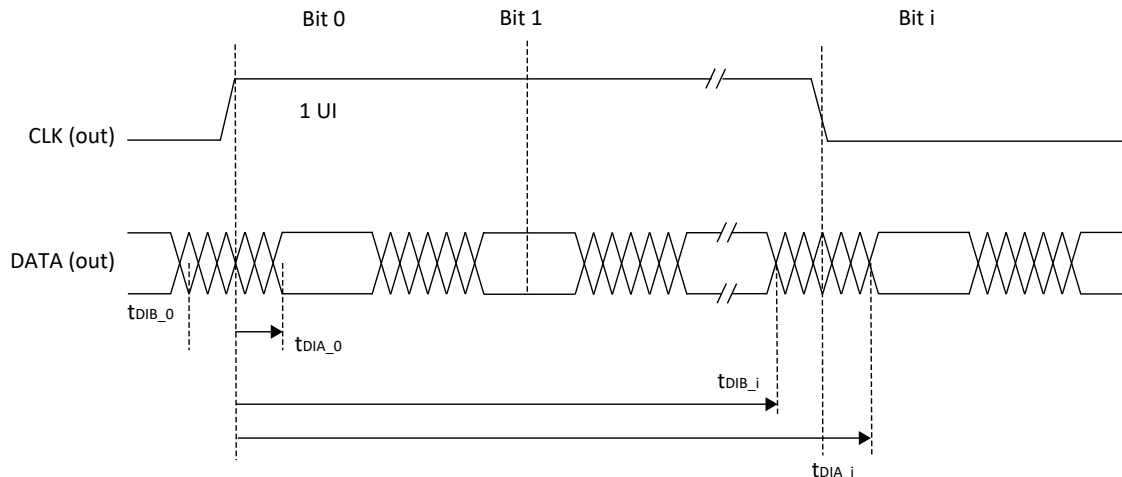 Bit 0
Bit 1
Bit i
1 UI
CLK (out)
DATA (out)
tDIB_0
tDIA_0
tDIB_i
tDIA_i